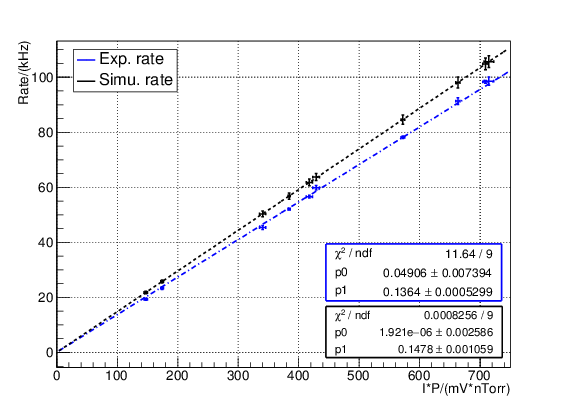 Rate/(kHz)
Exp. rate
Simu. rate
100
80
60
40
20
0
χ² / ndf 11.64 / 9
p0 0.04906 ± 0.007394
p1 0.1364 ± 0.0005299
χ² / ndf 0.0008256 / 9
p0 1.921e−06 ± 0.002586
p1 0.1478 ± 0.001059
0 100 200 300 400 500 600 700
I*P/(mV*nTorr)